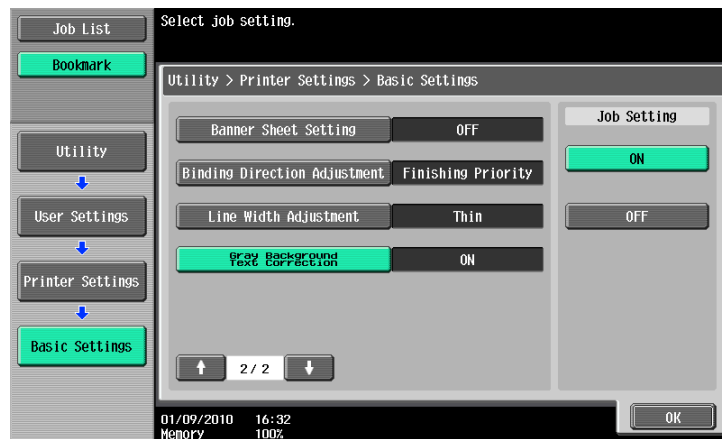 Job List
Bookmark
Select job setting.
Utility > Printer Settings > Basic Settings
Utility
User Settings
Printer Settings
Basic Settings
Banner Sheet Setting OFF
Binding Direction Adjustment Finishing Priority
Line Width Adjustment Thin
Gray Background
Text Correction ON
2/ 2
Job Setting
ON
OFF
01/09/2010 16:32
Memory 100%
OK